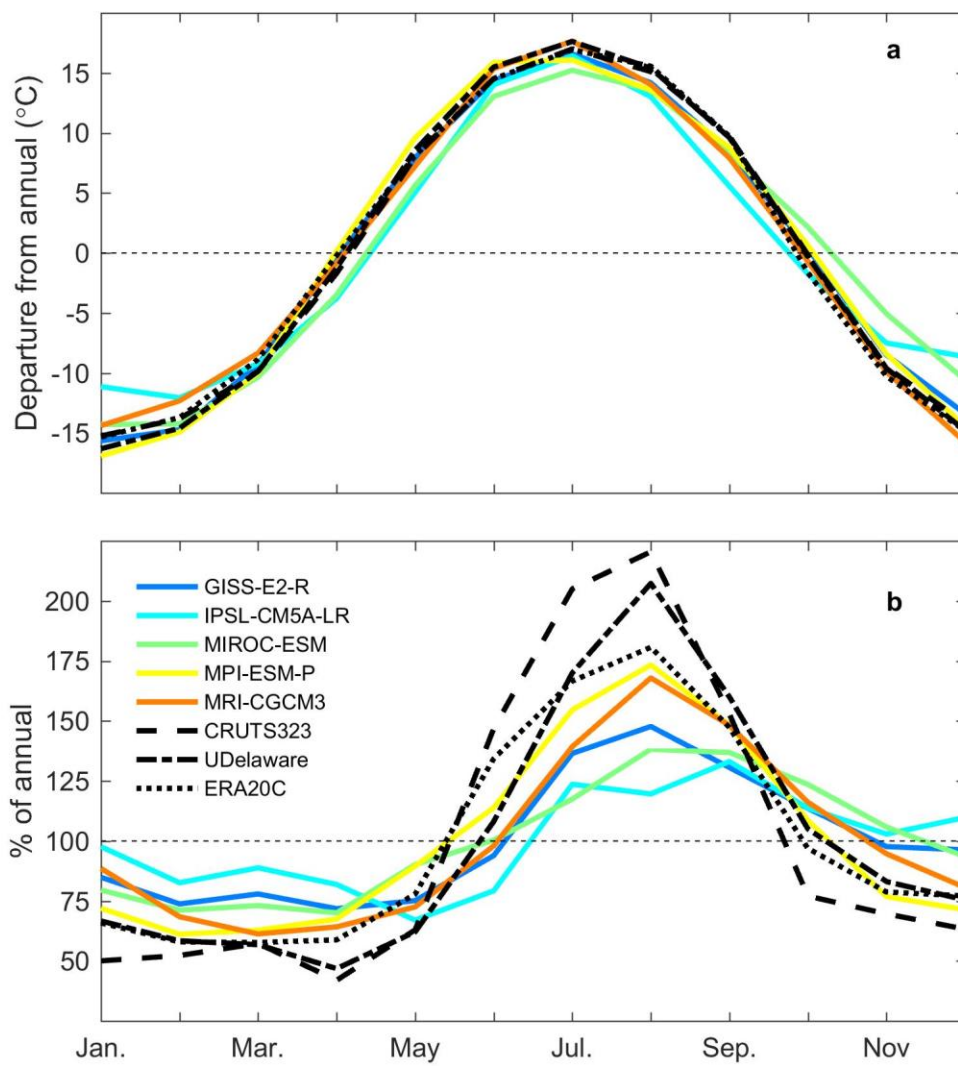 a
Departure from annual (°C)
15
10
5
0
-5
-10
-15
b
% of annual
200
175
150
125
100
75
50
GISS-E2-R
IPSL-CM5A-LR
MIROC-ESM
MPI-ESM-P
MRI-CGCM3
CRUTS323
UDelaware
ERA20C
Jan. Mar. May Jul. Sep. Nov